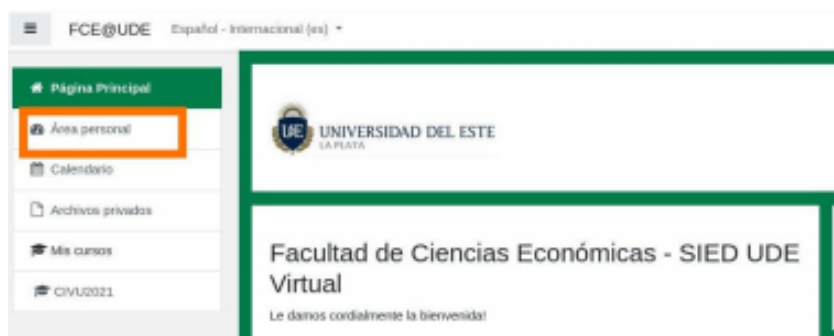 FCE@UDE Español - Internacional (es)
Página Principal
Área personal
Calendario
Archivos privados
Mis cursos
CIVU2021
UDE UNIVERSIDAD DEL ESTE
LA PLATA
Facultad de Ciencias Económicas - SIED UDE
Virtual
Le damos cordialmente la bienvenida!